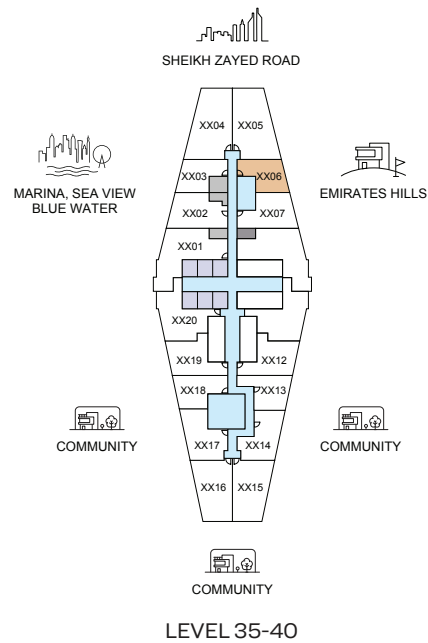 SHEIKH ZAYED ROAD
XX04 XX05
XX03 XX06
MARINA, SEA VIEW
BLUE WATER
EMIRATES HILLS
XX02 XX07
XX01
XX20
XX19 XX12
XX18 XX13
COMMUNITY
COMMUNITY
XX17 XX14
XX16 XX15
COMMUNITY
LEVEL 35-40